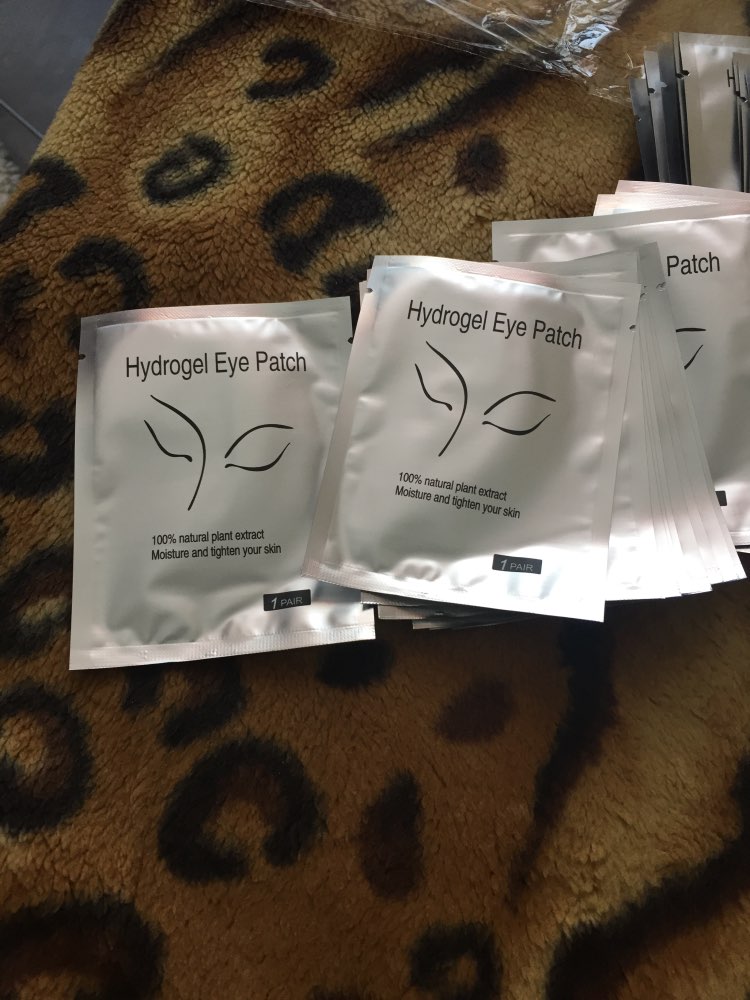 Hydrogel Eye Patch
100% natural plant extract
Moisture and tighten your skin
1 PAIR
Hydrogel Eye Patch
100% natural plant extract
Moisture and tighten your skin
1 PAIR
Patch
H